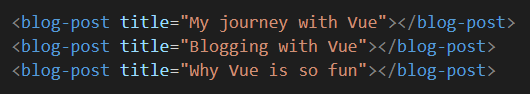 <blog-post title="My journey with Vue"></blog-post>
<blog-post title="Blogging with Vue"></blog-post>
<blog-post title="Why Vue is so fun"></blog-post>